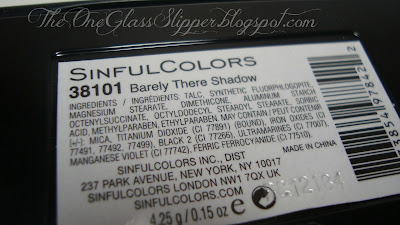 TheOneGlassSlipper.blogspot.com
SINFULCOLORS
38101 Barely There Shadow
INGREDIENTS / INGRÉDIENTS: TALC, SYNTHETIC FLUORPHLOGOPITE,
MAGNESIUM STEARATE, DIMETHICONE, ALUMINUM STARCH
OCTENYLSUCCINATE, OCTYLDODECYL STEAROYL STEARATE, SORBIC
ACID, METHYLPARABEN, ETHYLPARABEN MAY CONTAIN / PEUT CONTENIR
(+/-): MICA, TITANIUM DIOXIDE (CI 77891) (BOUND), IRON OXIDES (CI
77491, 77492, 77499), BLACK 2 (CI 77266), ULTRAMARINES (CI 77007),
MANGANESE VIOLET (CI 77742), FERRIC FERROCYANIDE
SINFULCOLORS INC., DIST
237 PARK AVENUE, NEW YORK, NY 10017
SINFULCOLORS LONDON NW1 7QX UK
SINFULCOLORS.COM
4.25 g / 0.15 oz
MADE IN CHINA